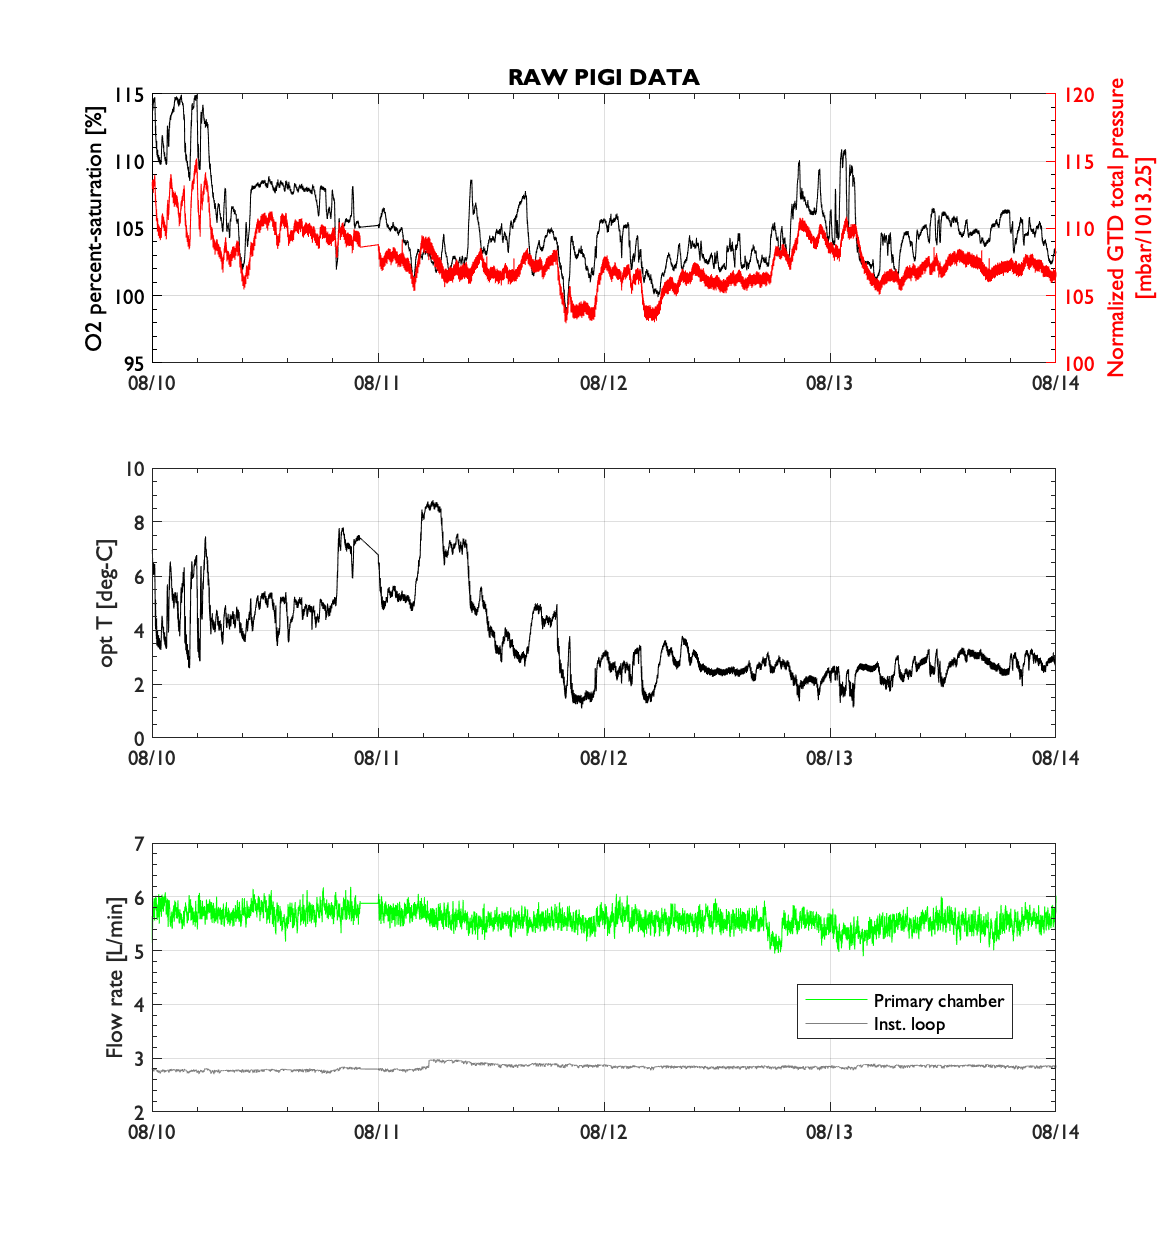 RAW PIGI DATA
O2 percent-saturation [%]
115
110
105
100
95
Normalized GTD total pressure
[mbar/1013.25]
120
115
110
105
100
08/10 08/11 08/12 08/13 08/14
opt T [deg-C]
10
8
6
4
2
0
08/10 08/11 08/12 08/13 08/14
Flow rate [L/min]
7
6
5
4
3
2
Primary chamber
Inst. loop
08/10 08/11 08/12 08/13 08/14